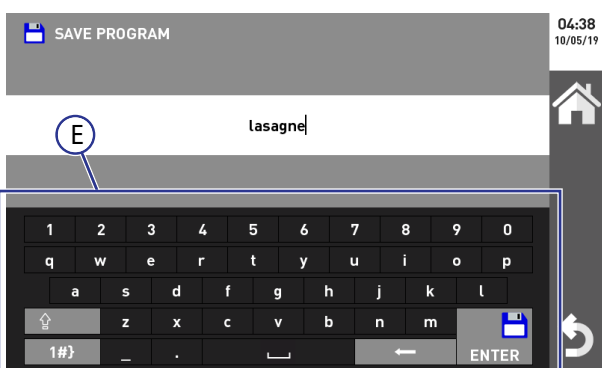 SAVE PROGRAM
04:38
10/05/19
lasagne
E
1 2 3 4 5 6 7 8 9 0
q w e r t y u i o p
a s d f g h j k l
z x c v b n m
1#} _ . ENTER